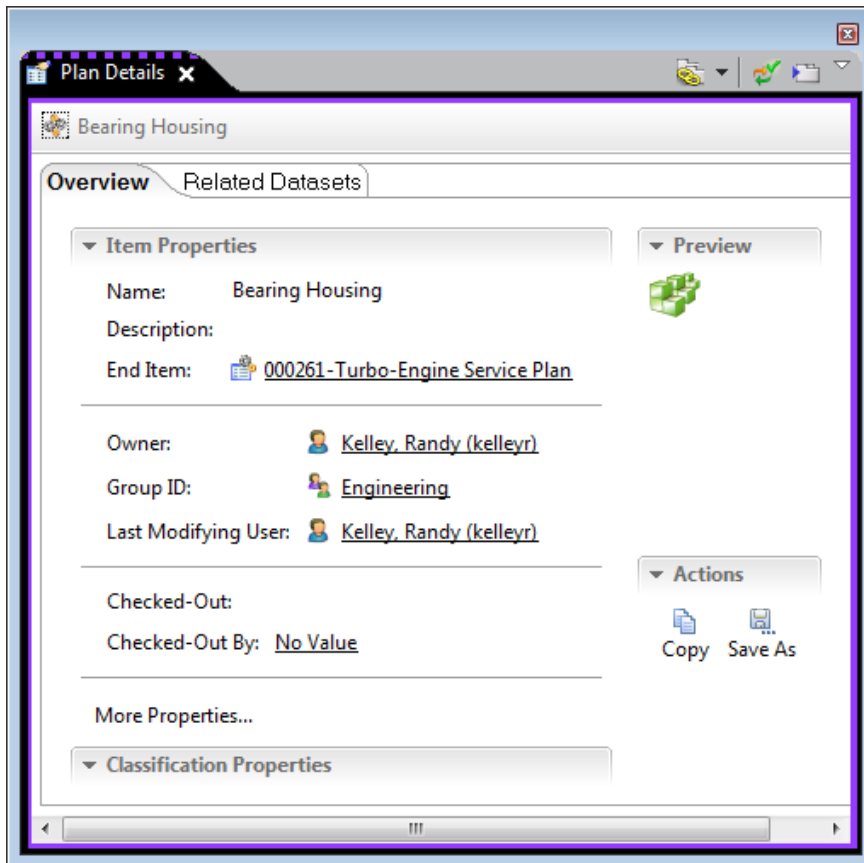 Plan Details
Bearing Housing
Overview Related Datasets
Item Properties
Name: Bearing Housing
Description:
End Item: 000261-Turbo-Engine Service Plan
Owner: Kelley, Randy (kelleyr)
Group ID: Engineering
Last Modifying User: Kelley, Randy (kelleyr)
Checked-Out:
Checked-Out By: No Value
More Properties...
Classification Properties
Preview
Actions
Copy Save As